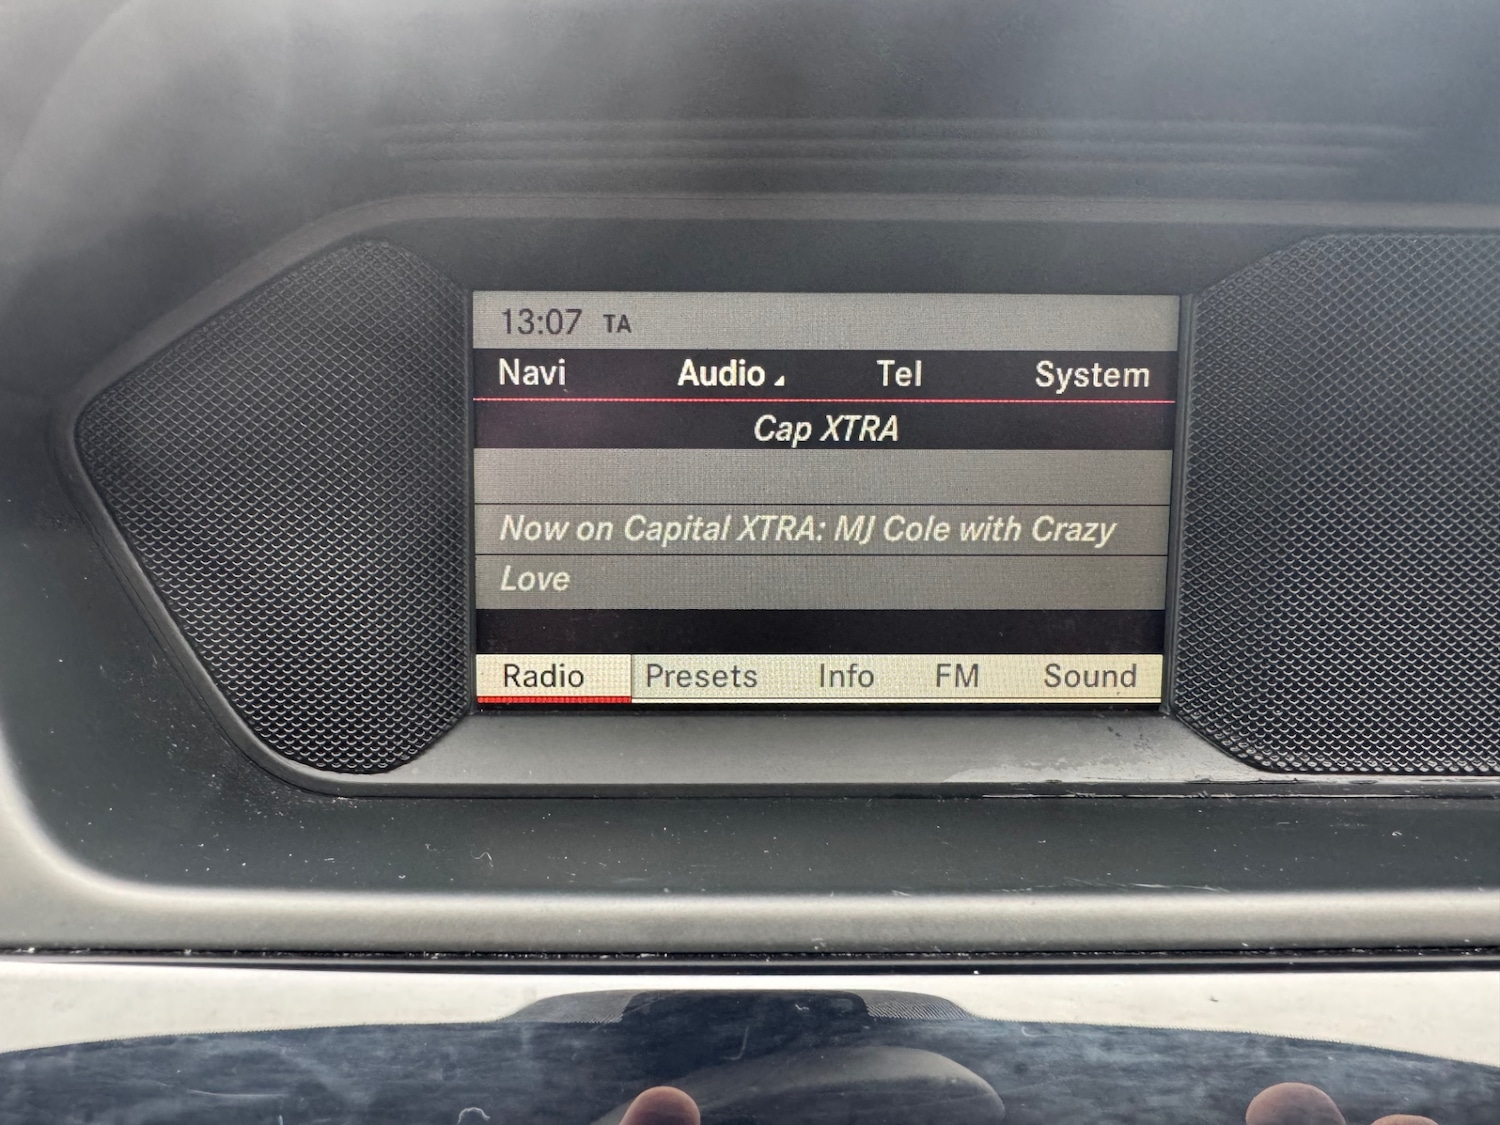 13:07 TA
Navi Audio Tel System
Cap XTRA
Now on Capital XTRA: MJ Cole with Crazy
Love
Radio Presets Info FM Sound